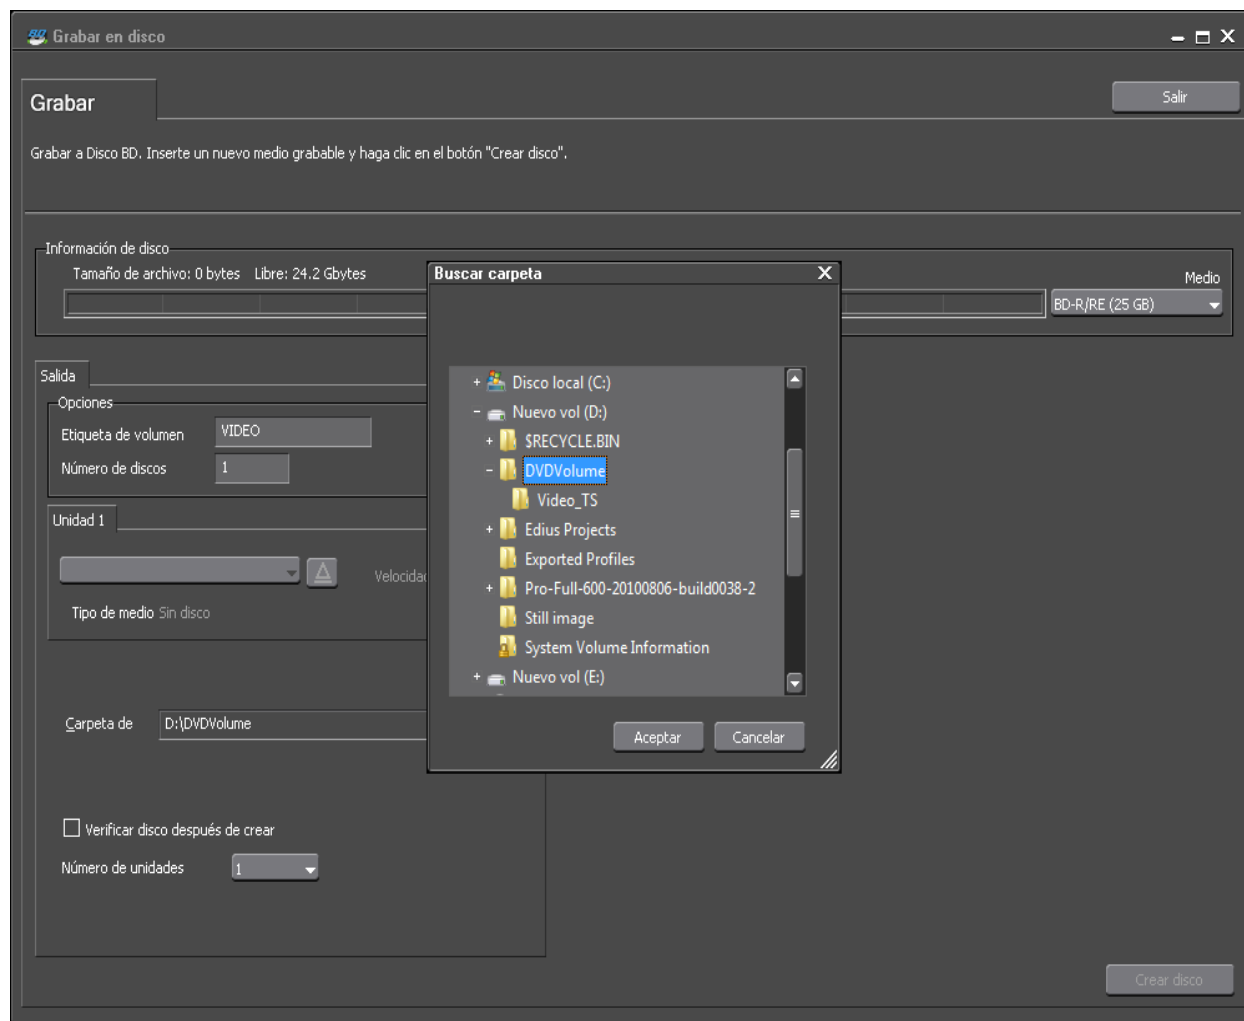 Grabar en disco
Grabar
Salir
Grabar a Disco BD. Inserte un nuevo medio grabable y haga clic en el botón "Crear disco".
Información de disco
Tamaño de archivo: 0 bytes Libre: 24.2 Gbytes
Medio
BD-R/RE (25 GB)
Buscar carpeta
Disco local (C:)
Nuevo vol (D:)
$RECYCLE.BIN
DVDVolume
Video_TS
Edius Projects
Exported Profiles
Pro-Full-600-20100806-build0038-2
Still image
System Volume Information
Nuevo vol (E:)
Aceptar Cancelar
Salida
Opciones
Etiqueta de volumen VIDEO
Número de discos 1
Unidad 1
Velocidad
Tipo de medio Sin disco
Carpeta de D:\DVDVolume
Verificar disco después de crear
Número de unidades 1
Crear disco